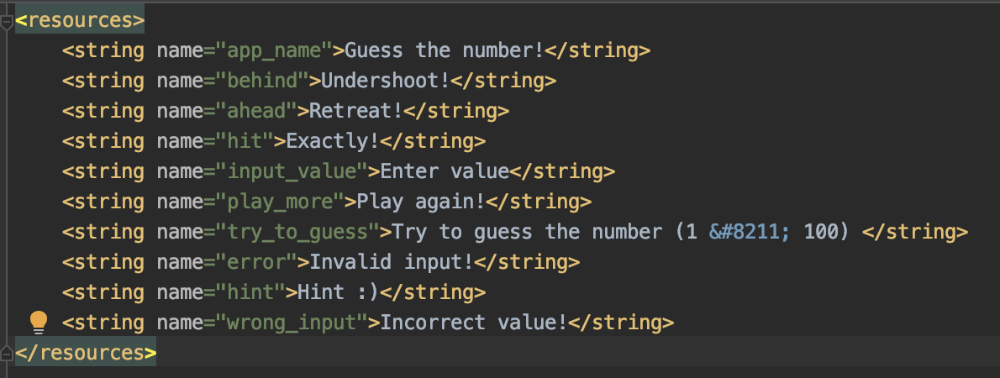 <resources>
    <string name="app_name">Guess the number!</string>
    <string name="behind">Undershoot!</string>
    <string name="ahead">Retreat!</string>
    <string name="hit">Exactly!</string>
    <string name="input_value">Enter value</string>
    <string name="play_more">Play again!</string>
    <string name="try_to_guess">Try to guess the number (1 &#8211; 100) </string>
    <string name="error">Invalid input!</string>
    <string name="hint">Hint :)</string>
    <string name="wrong_input">Incorrect value!</string>
</resources>